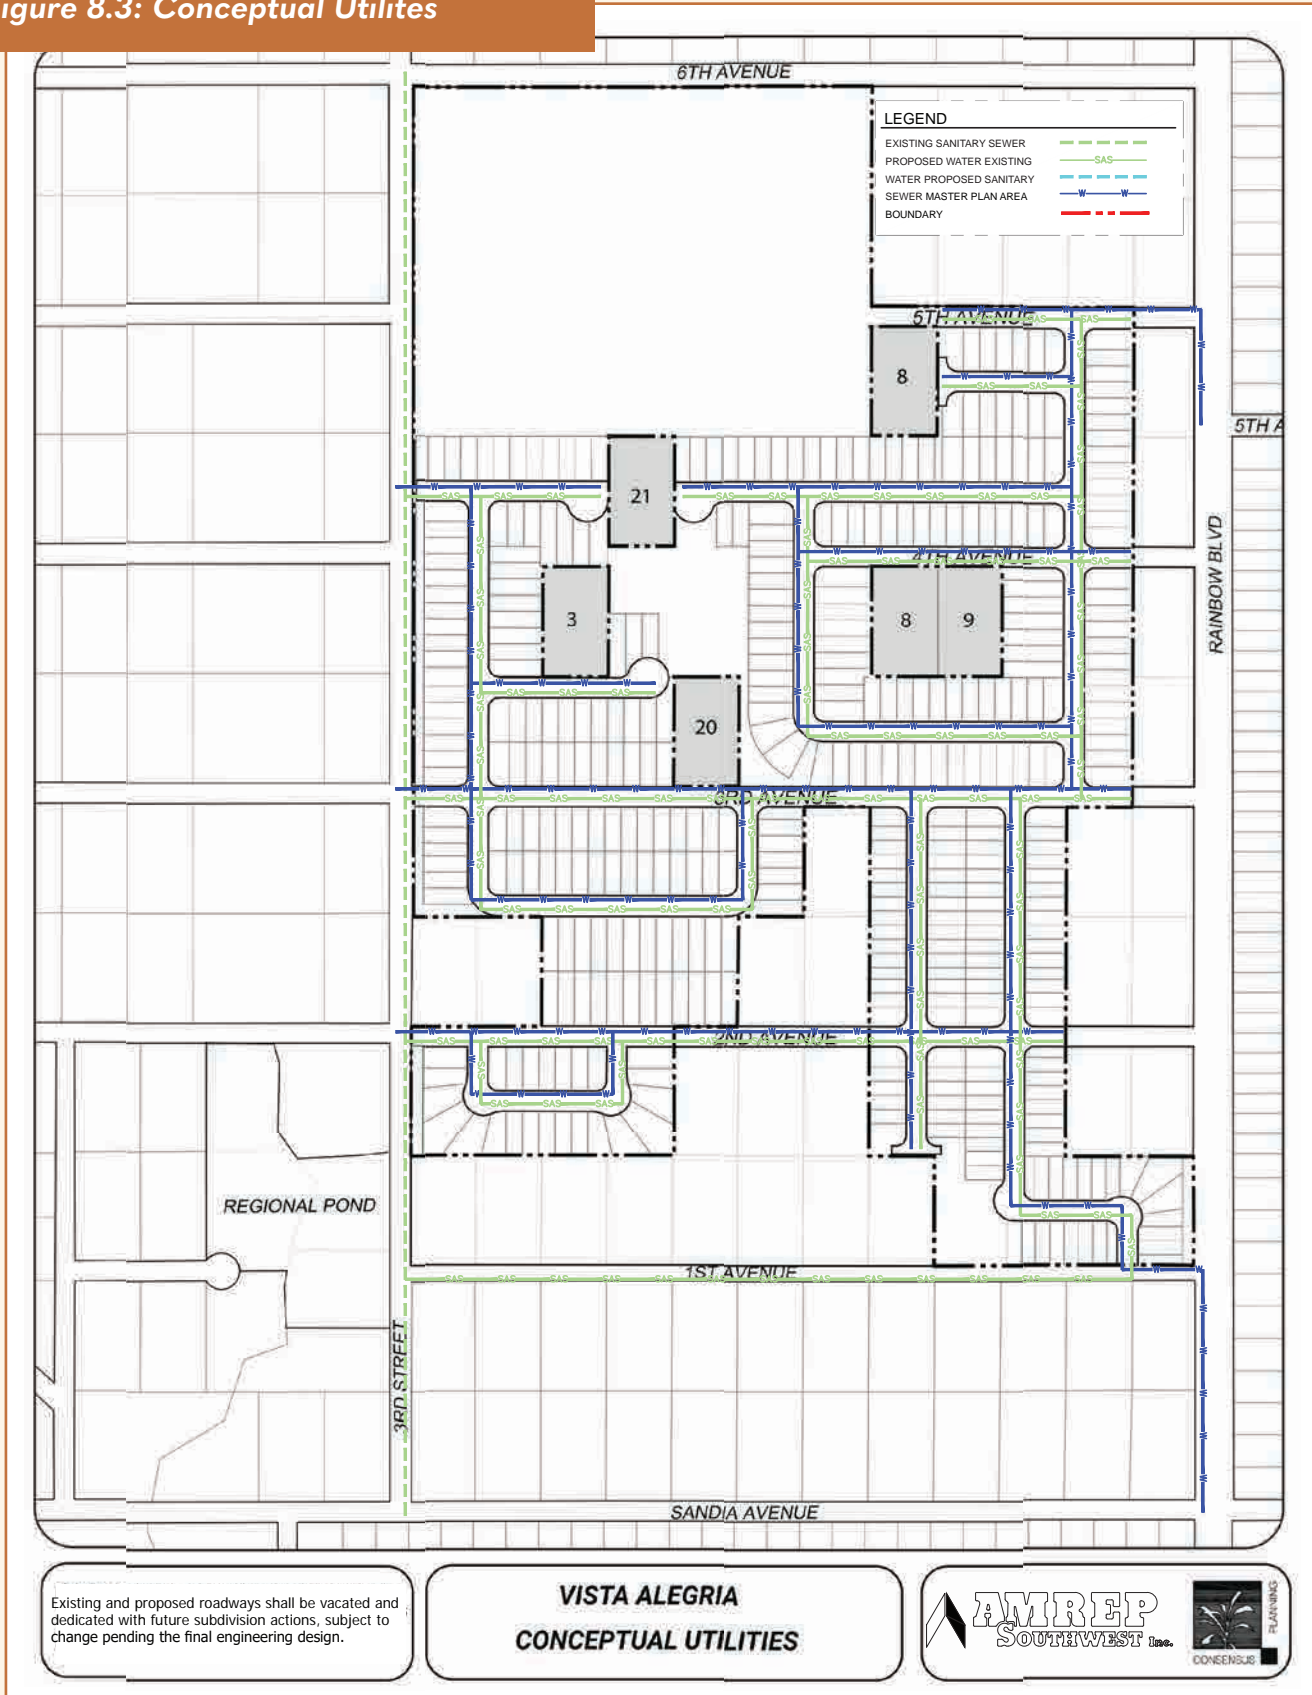 igure 8.3: Conceptual Utilites
6TH AVENUE
LEGEND
EXISTING SANITARY SEWER
PROPOSED WATER EXISTING
SAS
WATER PROPOSED SANITARY
SEWER MASTER PLAN AREA
W W
BOUNDARY
5TH AVENUE
8
5TH A
21
RAINBOW BLVD
4TH AVENUE
3
8
9
20
3RD AVENUE
2ND AVENUE
REGIONAL POND
1ST AVENUE
3RD STREET
SANDIA AVENUE
Existing and proposed roadways shall be vacated and
dedicated with future subdivision actions, subject to
change pending the final engineering design.
VISTA ALEGRIA
CONCEPTUAL UTILITIES
AMREP
SOUTHWEST Inc.
CONSENSUS
PLANNING